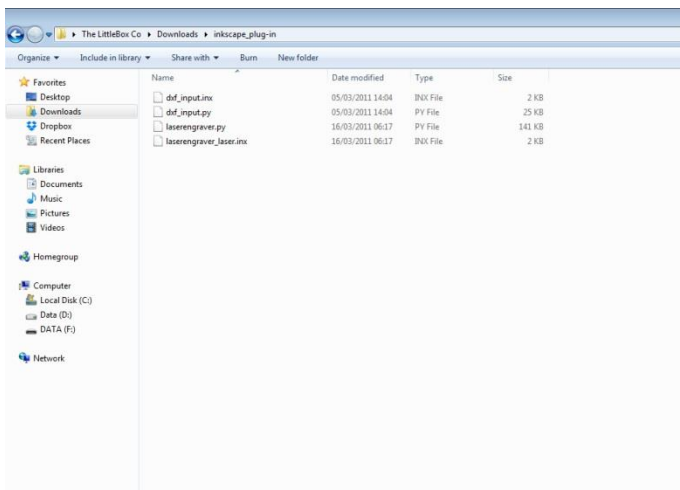 The LittleBox Co ▸ Downloads ▸ inkscape_plug-in
Organize Include in library Share with Burn New folder
Favorites
Desktop
Downloads
Dropbox
Recent Places
Libraries
Documents
Music
Pictures
Videos
Homegroup
Computer
Local Disk (C:)
Data (D:)
DATA (F:)
Network
Name Date modified Type Size
dxf_input.inx 05/03/2011 14:04 INX File 2 KB
dxf_input.py 05/03/2011 14:04 PY File 25 KB
laserengraver.py 16/03/2011 06:17 PY File 141 KB
laserengraver_laser.inx 16/03/2011 06:17 INX File 2 KB